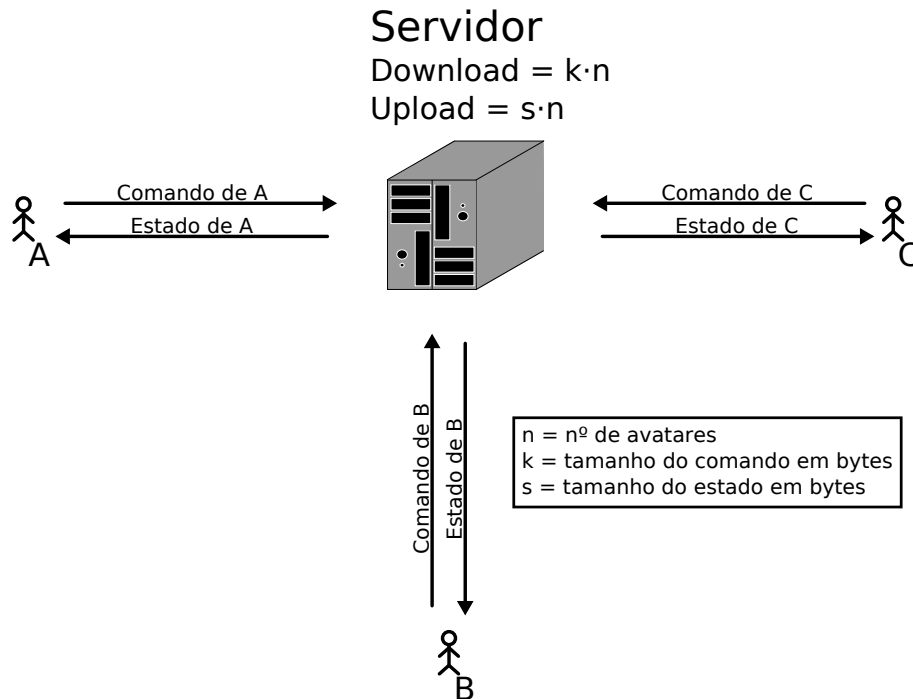 Servidor
Download = k·n
Upload = s·n
Comando de A
Estado de A
A
Comando de C
Estado de C
C
Comando de B
Estado de B
B
n = nº de avatares
k = tamanho do comando em bytes
s = tamanho do estado em bytes